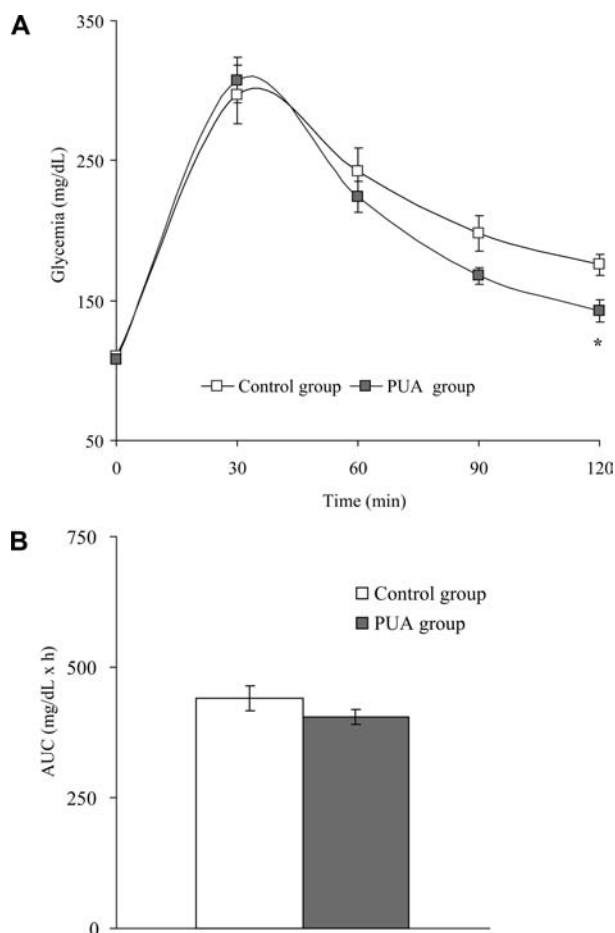 A
350
250
150
50
Glycemia (mg/dL)
*
Control group PUA group
0 30 60 90 120
Time (min)
B
750
500
250
0
AUC (mg/dL x h)
Control group
PUA group